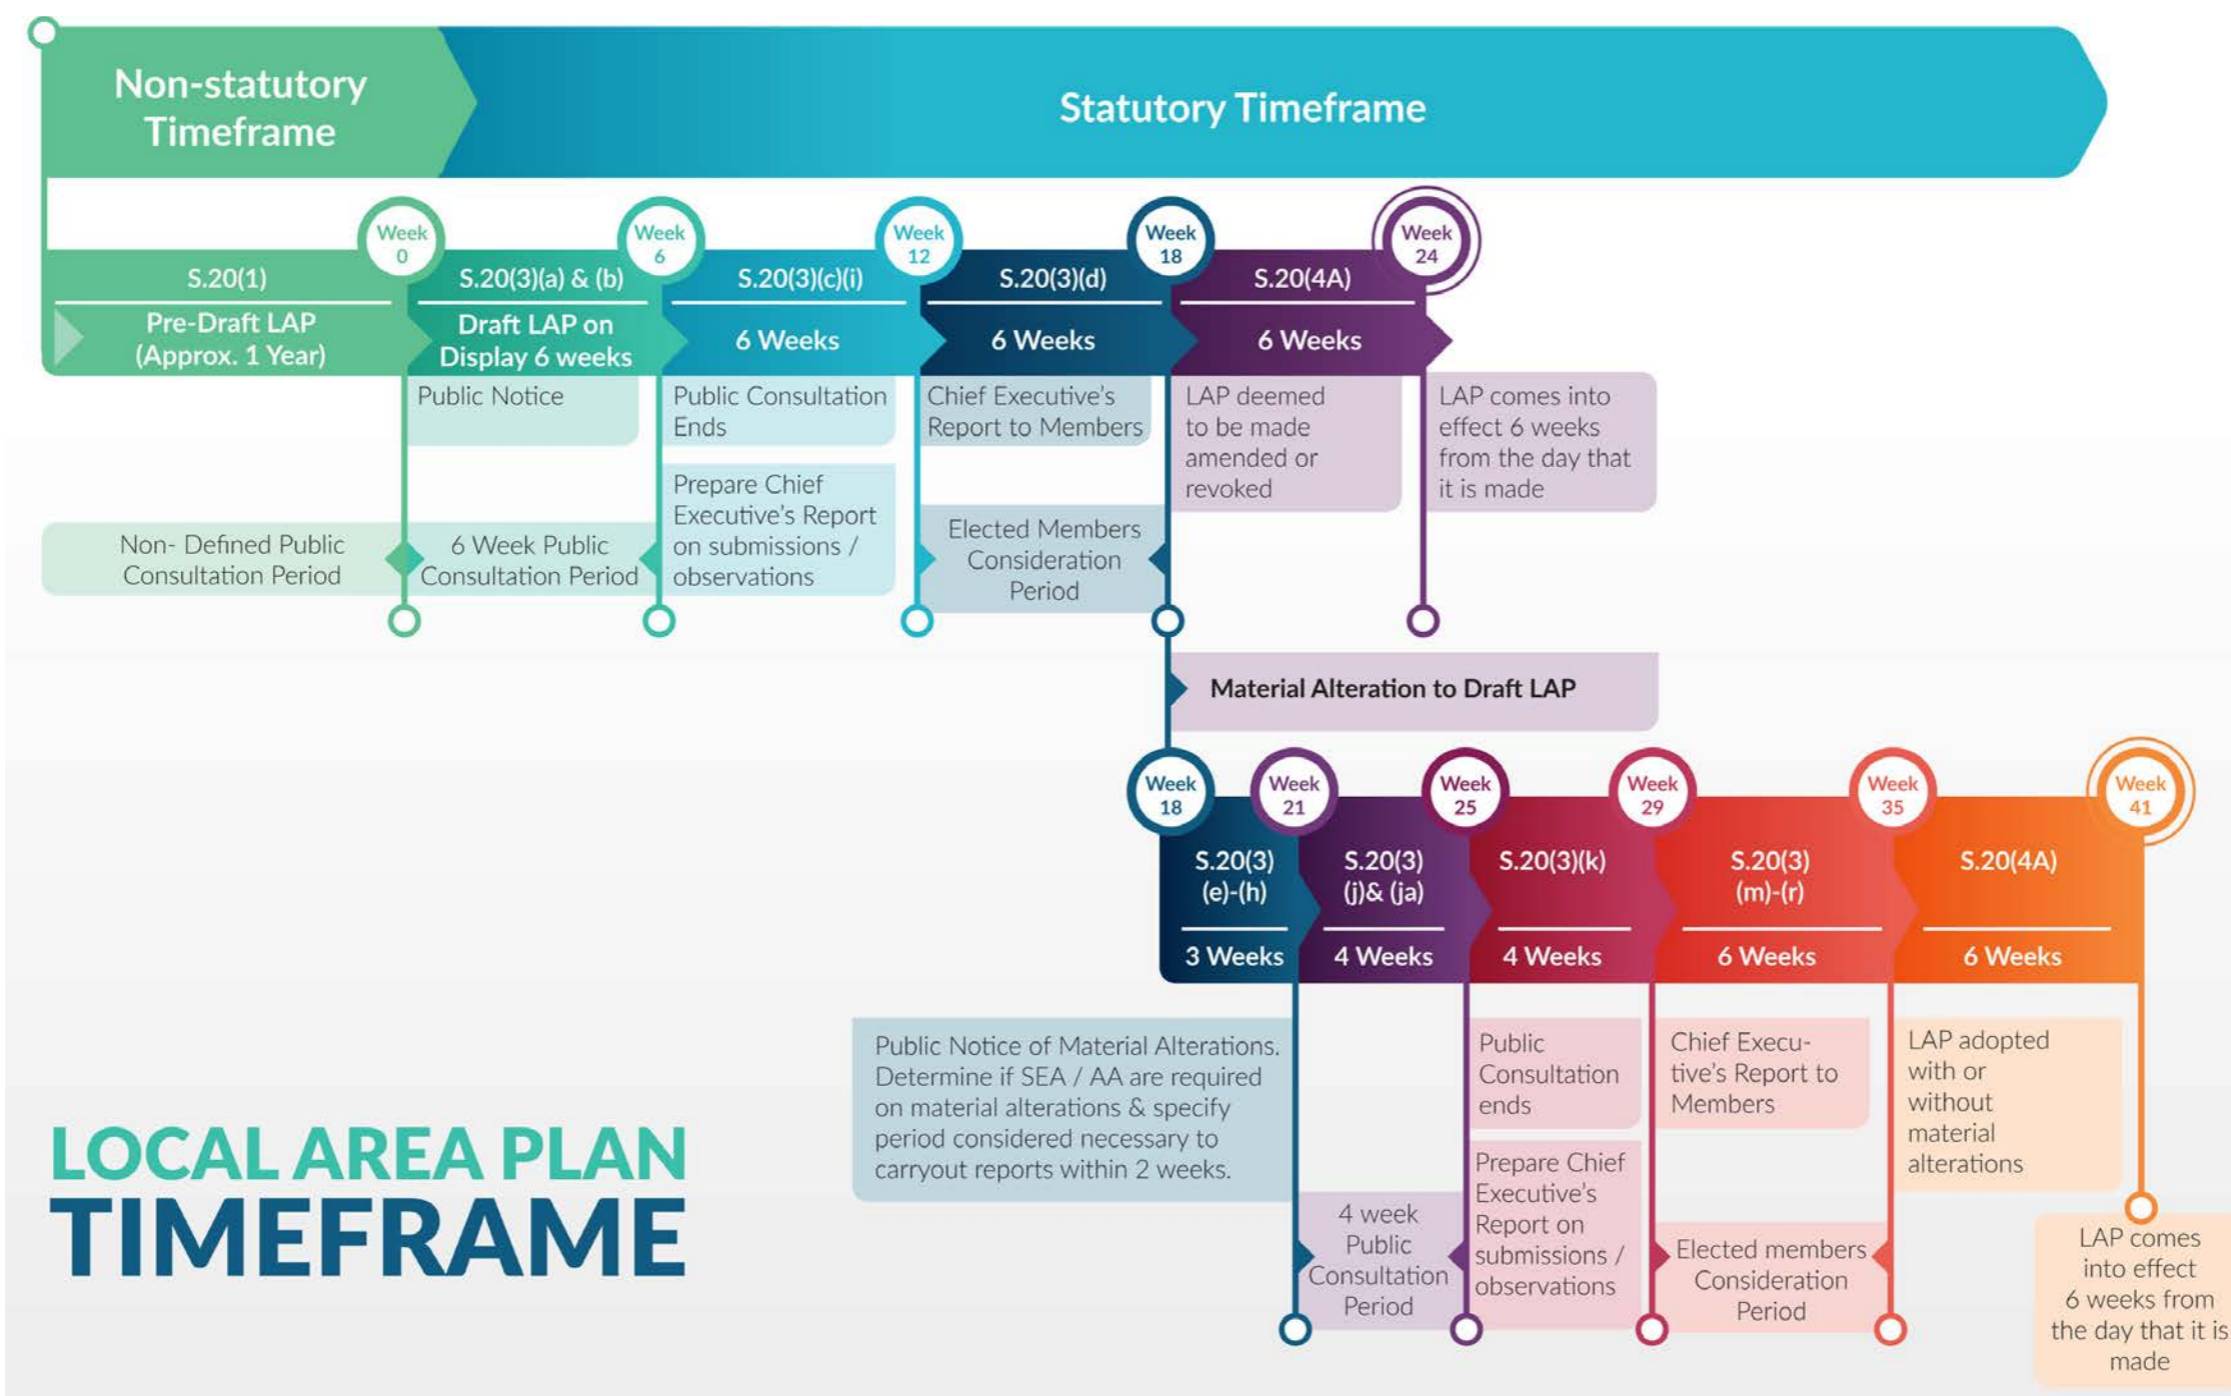 Non-statutory
Timeframe
Statutory Timeframe
Week
0
Week
6
Week
12
Week
18
Week
24
S.20(1)
Pre-Draft LAP
(Approx. 1 Year)
S.20(3)(a) & (b)
Draft LAP on
Display 6 weeks
S.20(3)(c)(i)
6 Weeks
S.20(3)(d)
6 Weeks
S.20(4A)
6 Weeks
Public Notice
Public Consultation
Ends
Chief Executive's
Report to Members
LAP deemed
to be made
amended or
revoked
LAP comes into
effect 6 weeks
from the day that
it is made
Non- Defined Public
Consultation Period
6 Week Public
Consultation Period
Prepare Chief
Executive's Report
on submissions /
observations
Elected Members
Consideration
Period
Material Alteration to Draft LAP
Week
18
Week
21
Week
25
Week
29
Week
35
Week
41
S.20(3)
(e)-(h)
3 Weeks
S.20(3)
(j)& (ja)
4 Weeks
S.20(3)(k)
4 Weeks
S.20(3)
(m)-(r)
6 Weeks
S.20(4A)
6 Weeks
Public Notice of Material Alterations.
Determine if SEA / AA are required
on material alterations & specify
period considered necessary to
carryout reports within 2 weeks.
4 week
Public
Consultation
Period
Public
Consultation
ends
Prepare Chief
Executive's
Report on
submissions /
observations
Chief Execu-
tive's Report to
Members
Elected members
Consideration
Period
LAP adopted
with or
without
material
alterations
LAP comes
into effect
6 weeks from
the day that it is
made
LOCAL AREA PLAN
TIMEFRAME